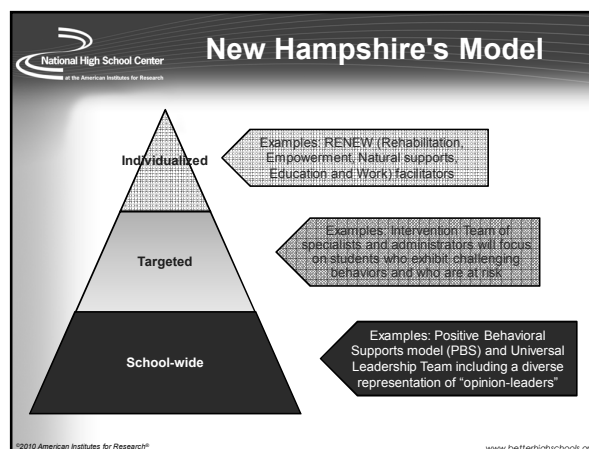 National High School Center
at the American Institutes for Research
New Hampshire's Model
Individualized
Examples: RENEW (Rehabilitation,
Empowerment, Natural supports,
Education and Work) facilitators
Targeted
Examples: Intervention Team of
specialists and administrators will focus
on students who exhibit challenging
behaviors and who are at risk
School-wide
Examples: Positive Behavioral
Supports model (PBS) and Universal
Leadership Team including a diverse
representation of “opinion-leaders”
©2010 American Institutes for Research®
www.betterhighschools.or